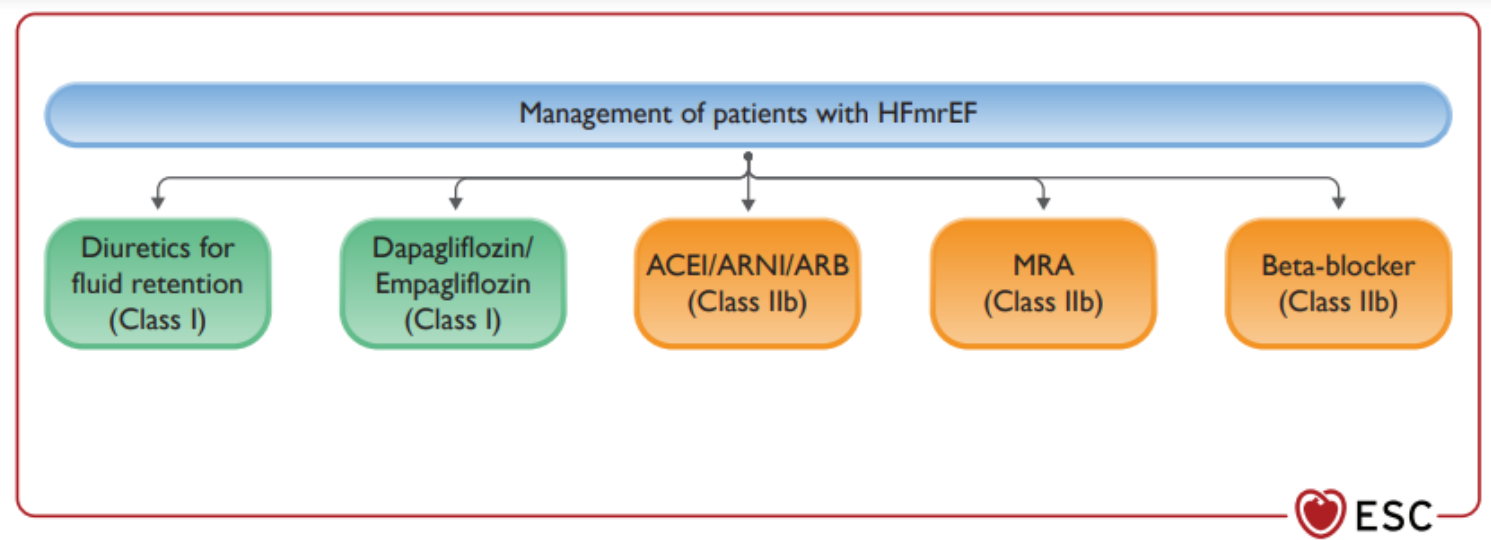 Management of patients with HFmrEF
Diuretics for
fluid retention
(Class I)
Dapagliflozin/
Empagliflozin
(Class I)
ACEI/ARNI/ARB
(Class IIb)
MRA
(Class IIb)
Beta-blocker
(Class IIb)
ESC